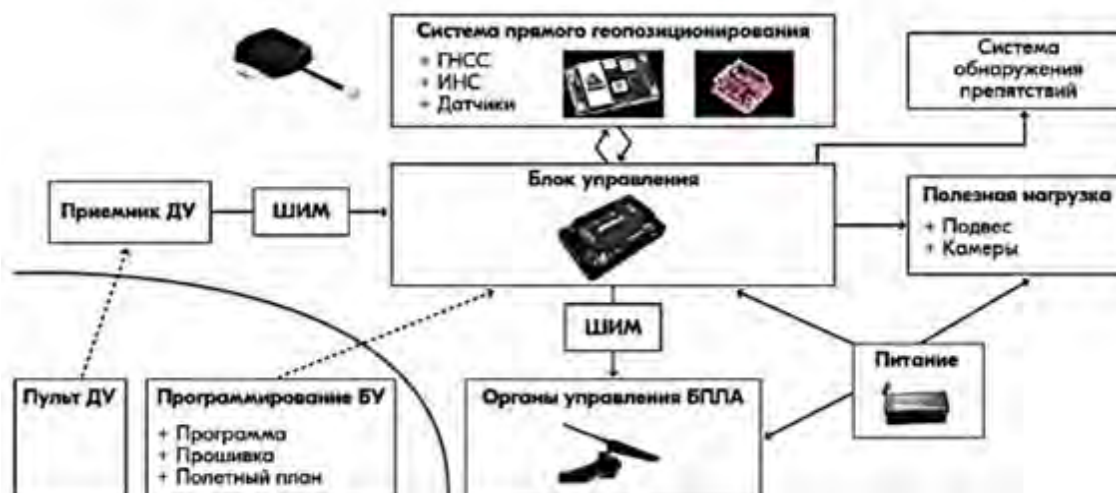 Система прямого геопозиционирования
+ ГНСС
+ ИНС
+ Датчики
Система
обнаружения
препятствий
Блок управления
Приемник ДУ
ШИМ
Полезная нагрузка
+ Подвес
+ Камеры
ШИМ
Питание
Пульт ДУ
Программирование БУ
+ Программа
+ Прошивка
+ Полетный план
Органы управления БПЛА